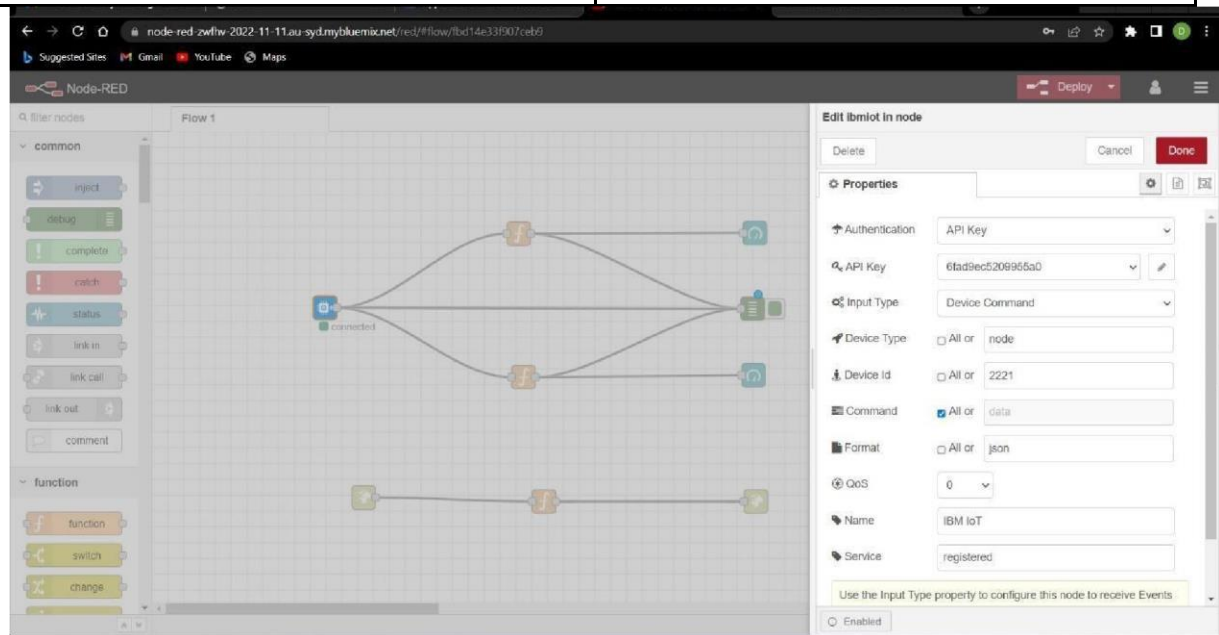 node-red-zwfhv-2022-11-11.au-syd.mybluemix.net/red/#flow/fbd14e33f907ceb9
Suggested Sites Gmail YouTube Maps
Node-RED Deploy
filter nodes
Flow 1
Edit ibmiot in node
common
Delete Cancel Done
inject
Properties
debug
complete
Authentication API Key
catch
API Key 6fad9ec5209955a0
status
Input Type Device Command
connected
link in
Device Type All or node
link call
Device Id All or 2221
link out
Command All or data
comment
Format All or json
function
QoS 0
function
Name IBM IoT
switch
Service registered
change
Use the Input Type property to configure this node to receive Events
Enabled